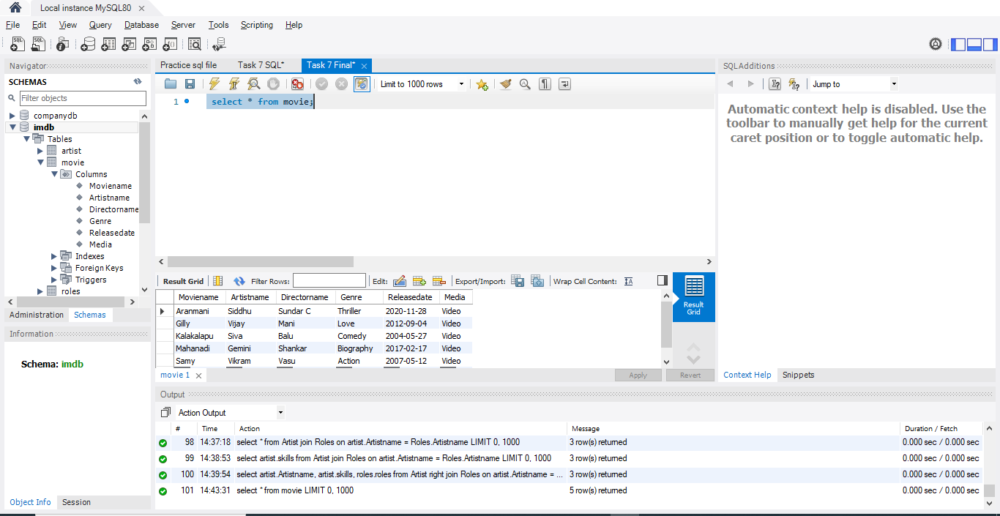 Local instance MySQL80
File Edit View Query Database Server Tools Scripting Help
Navigator
SCHEMAS
Filter objects
companydb
imdb
Tables
artist
movie
Columns
Moviename
Artistname
Directorname
Genre
Releasedate
Media
Indexes
Foreign Keys
Triggers
roles
Administration Schemas
Information
Schema: imdb
Object Info Session
Practice sql file Task 7 SQL* Task 7 Final*
Limit to 1000 rows
1 select * from movie;
Result Grid Filter Rows: Edit: Export/Import: Wrap Cell Content:
Moviename Artistname Directorname Genre Releasedate Media
Aranmani Siddhu Sundar C Thriller 2020-11-28 Video
Gilly Vijay Mani Love 2012-09-04 Video
Kalakalapu Siva Balu Comedy 2004-05-27 Video
Mahanadi Gemini Shankar Biography 2017-02-17 Video
Samy Vikram Vasu Action 2007-05-12 Video
Result
Grid
movie 1 Apply Revert
SQLAdditions
Jump to
Automatic context help is disabled. Use the
toolbar to manually get help for the current
caret position or to toggle automatic help.
Context Help Snippets
Output
Action Output
# Time Action Message Duration / Fetch
98 14:37:18 select * from Artist join Roles on artist.Artistname = Roles.Artistname LIMIT 0, 1000 3 row(s) returned 0.000 sec / 0.000 sec
99 14:38:53 select artist.skills from Artist join Roles on artist.Artistname = Roles.Artistname LIMIT 0, 1000 3 row(s) returned 0.000 sec / 0.000 sec
100 14:39:54 select artist.Artistname, artist.skills, roles.roles from Artist right join Roles on artist.Artistname = ... 3 row(s) returned 0.000 sec / 0.000 sec
101 14:43:31 select * from movie LIMIT 0, 1000 5 row(s) returned 0.000 sec / 0.000 sec